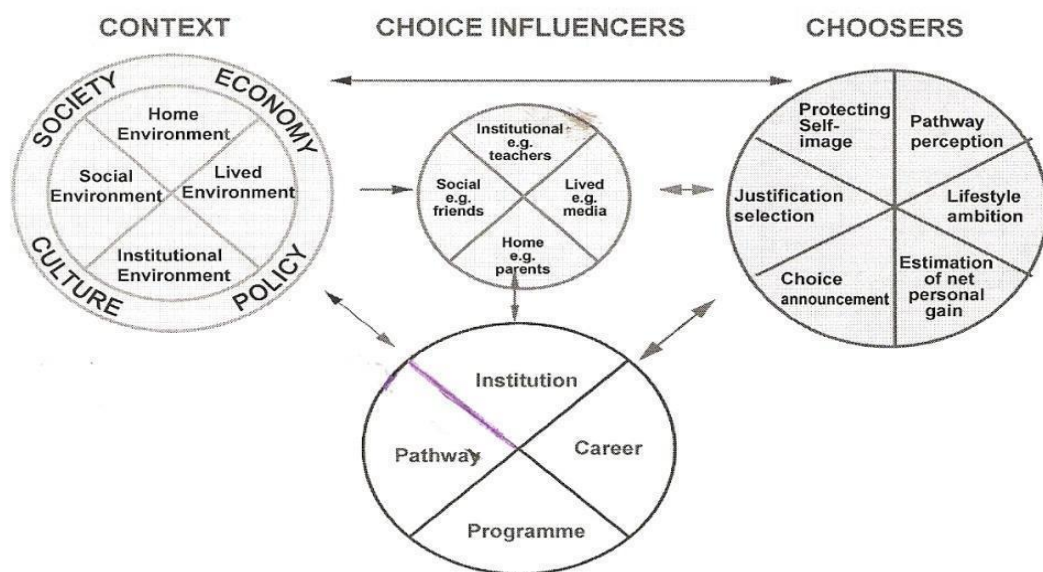 CONTEXT
CHOICE INFLUENCERS
CHOOSERS
SOCIETY
ECONOMY
CULTURE
POLICY
Home
Environment
Social
Environment
Lived
Environment
Institutional
Environment
Institutional
e.g.
teachers
Social
e.g.
friends
Lived
e.g.
media
Home
e.g.
parents
Protecting
Self-
image
Pathway
perception
Justification
selection
Lifestyle
ambition
Choice
announcement
Estimation
of net
personal
gain
Institution
Pathway
Career
Programme